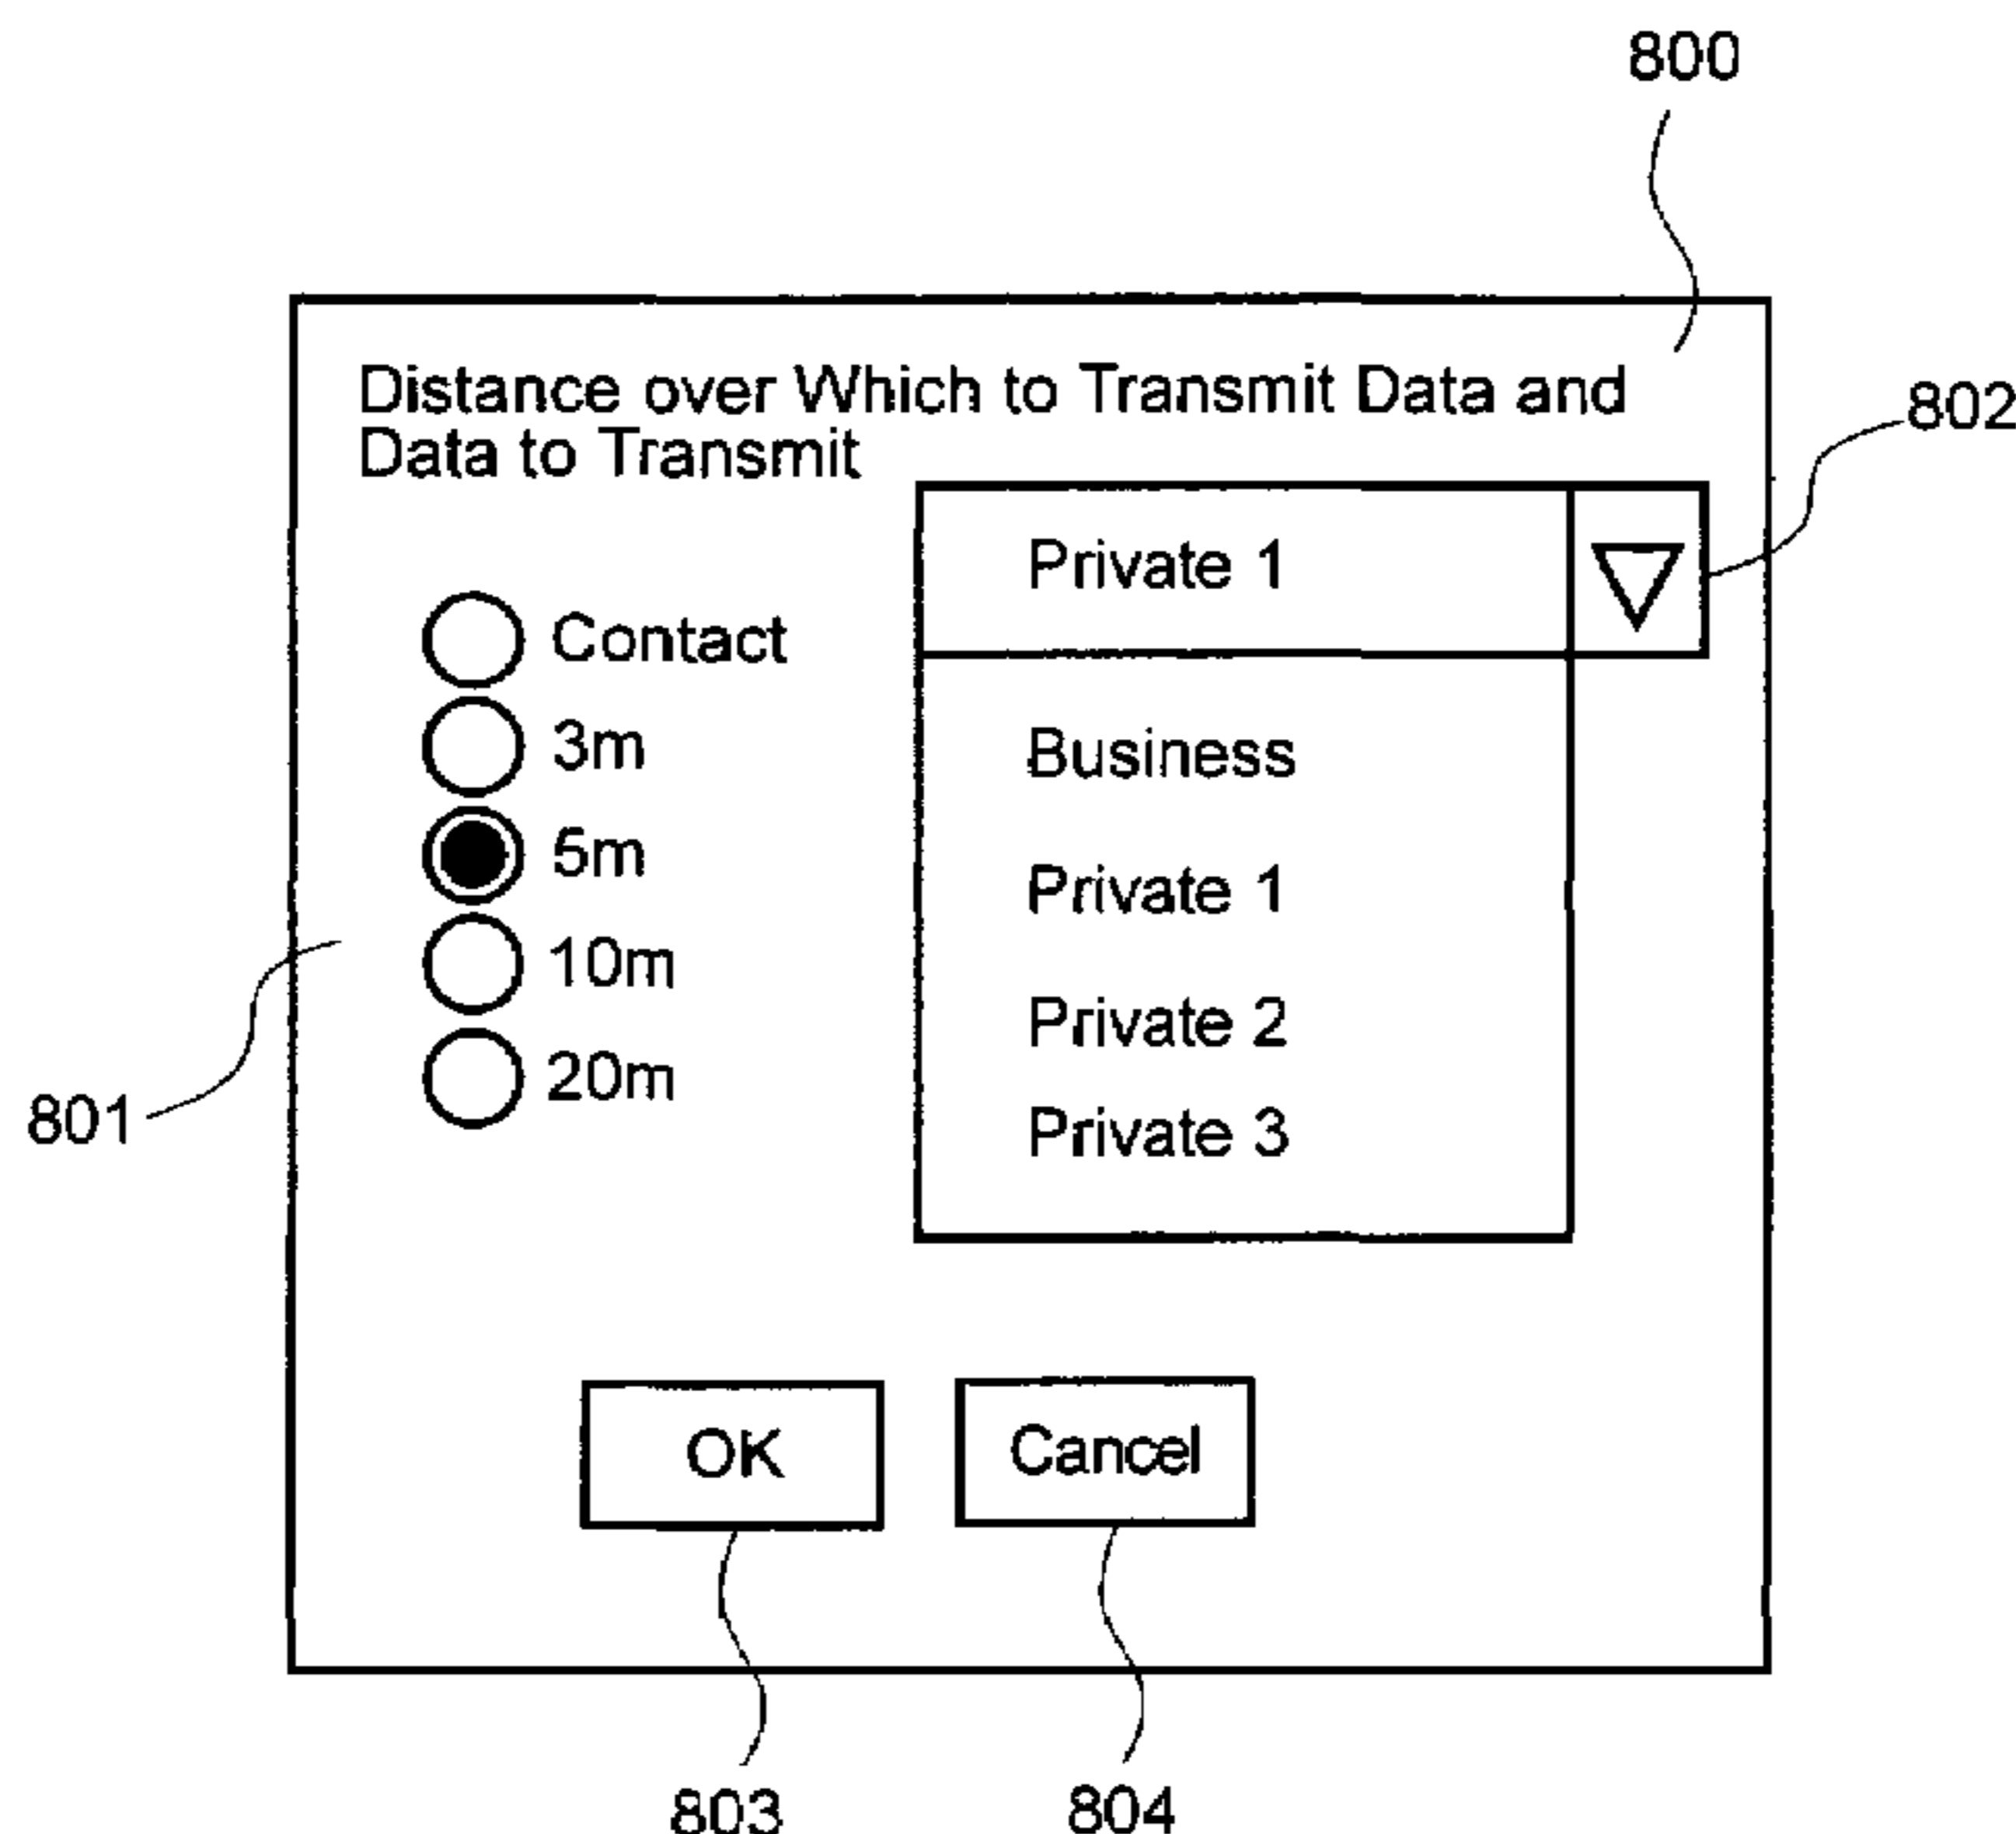 800
Distance over Which to Transmit Data and
Data to Transmit
802
Private 1
Contact
3m
5m
10m
20m
Business
Private 1
Private 2
Private 3
801
OK
Cancel
803
804